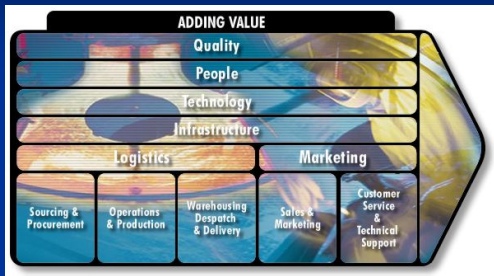 ADDING VALUE
Quality
People
Technology
Infrastructure
Logistics
Marketing
Sourcing &
Procurement
Operations
& Production
Warehousing
Despatch
& Delivery
Sales &
Marketing
Customer
Service
&
Technical
Support